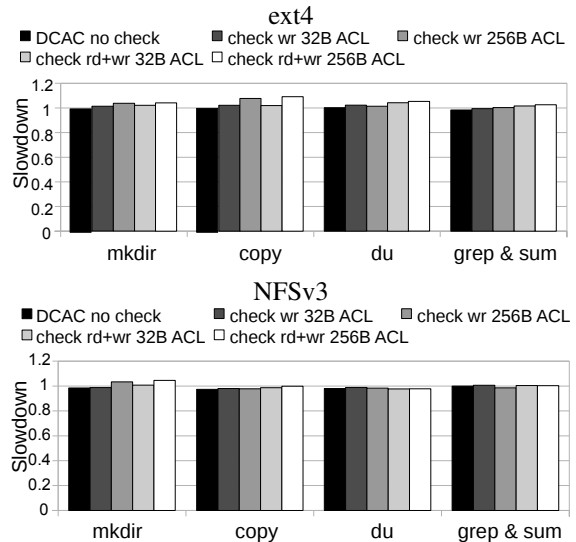 ext4
DCAC no check check wr 32B ACL check wr 256B ACL
check rd+wr 32B ACL check rd+wr 256B ACL
1.2
1
0.8
0.6
0.4
0.2
0
Slowdown
mkdir copy du grep & sum
NFSv3
DCAC no check check wr 32B ACL check wr 256B ACL
check rd+wr 32B ACL check rd+wr 256B ACL
1.2
1
0.8
0.6
0.4
0.2
0
Slowdown
mkdir copy du grep & sum